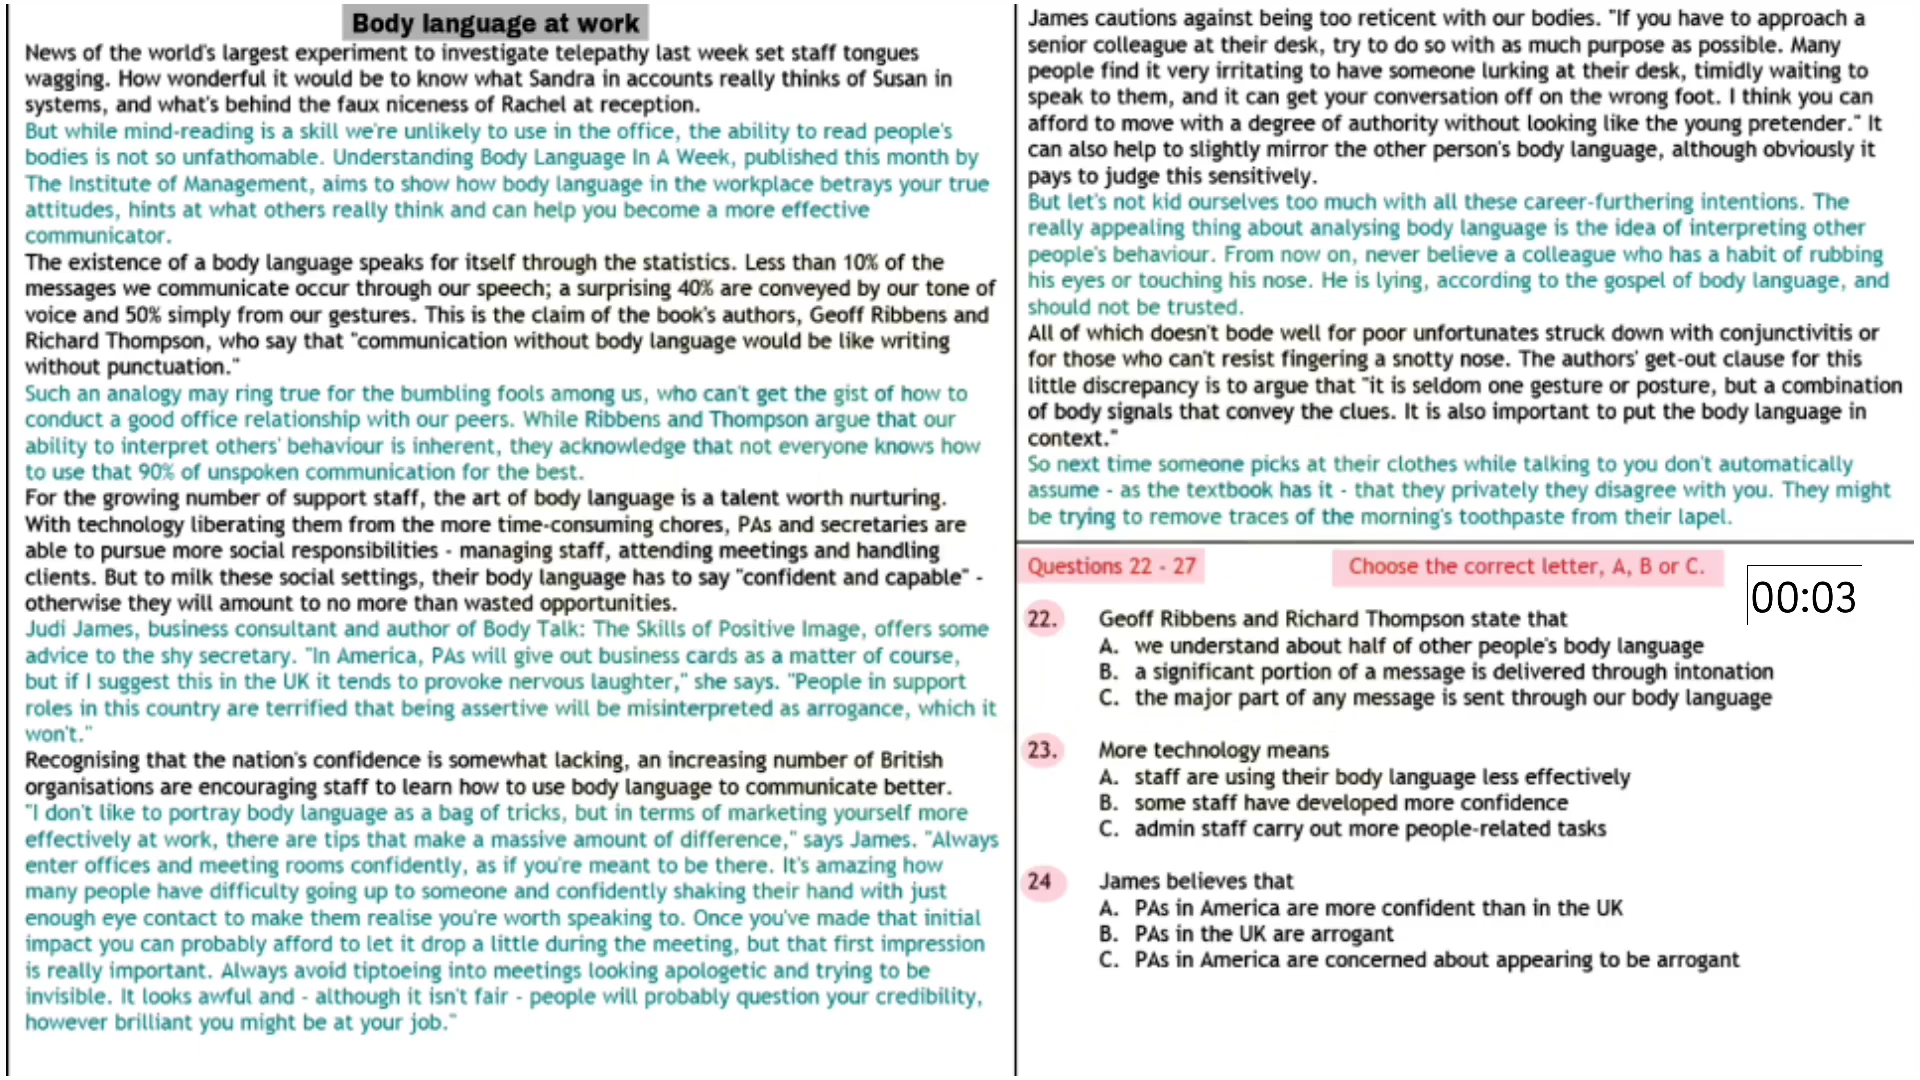 Body language at work
News of the world's largest experiment to investigate telepathy last week set staff tongues
wagging. How wonderful it would be to know what Sandra in accounts really thinks of Susan in
systems, and what's behind the faux niceness of Rachel at reception.
But while mind-reading is a skill we're unlikely to use in the office, the ability to read people's
bodies is not so unfathomable. Understanding Body Language In A Week, published this month by
The Institute of Management, aims to show how body language in the workplace betrays your true
attitudes, hints at what others really think and can help you become a more effective
communicator.
The existence of a body language speaks for itself through the statistics. Less than 10% of the
messages we communicate occur through our speech; a surprising 40% are conveyed by our tone of
voice and 50% simply from our gestures. This is the claim of the book's authors, Geoff Ribbens and
Richard Thompson, who say that "communication without body language would be like writing
without punctuation."
Such an analogy may ring true for the bumbling fools among us, who can't get the gist of how to
conduct a good office relationship with our peers. While Ribbens and Thompson argue that our
ability to interpret others' behaviour is inherent, they acknowledge that not everyone knows how
to use that 90% of unspoken communication for the best.
For the growing number of support staff, the art of body language is a talent worth nurturing.
With technology liberating them from the more time-consuming chores, PAs and secretaries are
able to pursue more social responsibilities - managing staff, attending meetings and handling
clients. But to milk these social settings, their body language has to say "confident and capable" -
otherwise they will amount to no more than wasted opportunities.
Judi James, business consultant and author of Body Talk: The Skills of Positive Image, offers some
advice to the shy secretary. "In America, PAs will give out business cards as a matter of course,
but if I suggest this in the UK it tends to provoke nervous laughter," she says. "People in support
roles in this country are terrified that being assertive will be misinterpreted as arrogance, which it
won't."
Recognising that the nation's confidence is somewhat lacking, an increasing number of British
organisations are encouraging staff to learn how to use body language to communicate better.
"I don't like to portray body language as a bag of tricks, but in terms of marketing yourself more
effectively at work, there are tips that make a massive amount of difference," says James. "Always
enter offices and meeting rooms confidently, as if you're meant to be there. It's amazing how
many people have difficulty going up to someone and confidently shaking their hand with just
enough eye contact to make them realise you're worth speaking to. Once you've made that initial
impact you can probably afford to let it drop a little during the meeting, but that first impression
is really important. Always avoid tiptoeing into meetings looking apologetic and trying to be
invisible. It looks awful and - although it isn't fair - people will probably question your credibility,
however brilliant you might be at your job."
James cautions against being too reticent with our bodies. "If you have to approach a
senior colleague at their desk, try to do so with as much purpose as possible. Many
people find it very irritating to have someone lurking at their desk, timidly waiting to
speak to them, and it can get your conversation off on the wrong foot. I think you can
afford to move with a degree of authority without looking like the young pretender." It
can also help to slightly mirror the other person's body language, although obviously it
pays to judge this sensitively.
But let's not kid ourselves too much with all these career-furthering intentions. The
really appealing thing about analysing body language is the idea of interpreting other
people's behaviour. From now on, never believe a colleague who has a habit of rubbing
his eyes or touching his nose. He is lying, according to the gospel of body language, and
should not be trusted.
All of which doesn't bode well for poor unfortunates struck down with conjunctivitis or
for those who can't resist fingering a snotty nose. The authors' get-out clause for this
little discrepancy is to argue that "it is seldom one gesture or posture, but a combination
of body signals that convey the clues. It is also important to put the body language in
context."
So next time someone picks at their clothes while talking to you don't automatically
assume - as the textbook has it - that they privately they disagree with you. They might
be trying to remove traces of the morning's toothpaste from their lapel.
Questions 22 - 27 Choose the correct letter, A, B or C.
00:03
22. Geoff Ribbens and Richard Thompson state that
A. we understand about half of other people's body language
B. a significant portion of a message is delivered through intonation
C. the major part of any message is sent through our body language
23. More technology means
A. staff are using their body language less effectively
B. some staff have developed more confidence
C. admin staff carry out more people-related tasks
24 James believes that
A. PAs in America are more confident than in the UK
B. PAs in the UK are arrogant
C. PAs in America are concerned about appearing to be arrogant